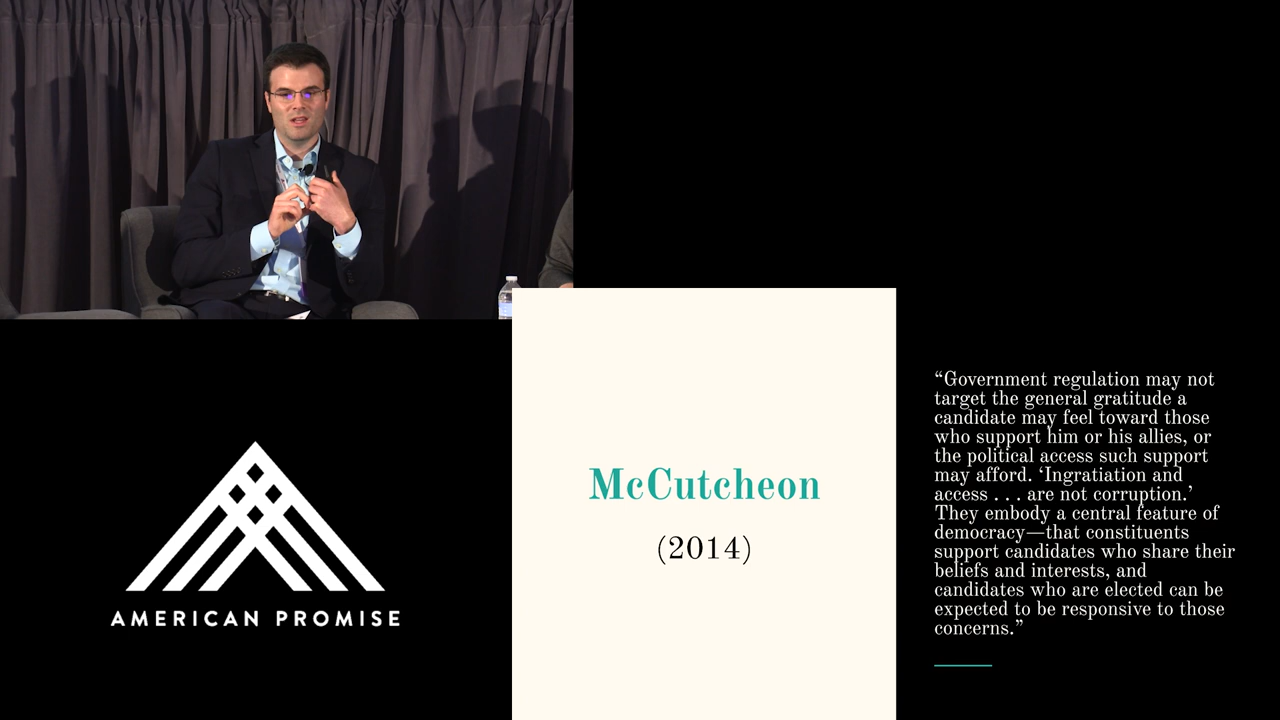 AMERICAN PROMISE
McCutcheon
(2014)
“Government regulation may not
target the general gratitude a
candidate may feel toward those
who support him or his allies, or
the political access such support
may afford. ‘Ingratiation and
access . . . are not corruption.’
They embody a central feature of
democracy—that constituents
support candidates who share their
beliefs and interests, and
candidates who are elected can be
expected to be responsive to those
concerns.”